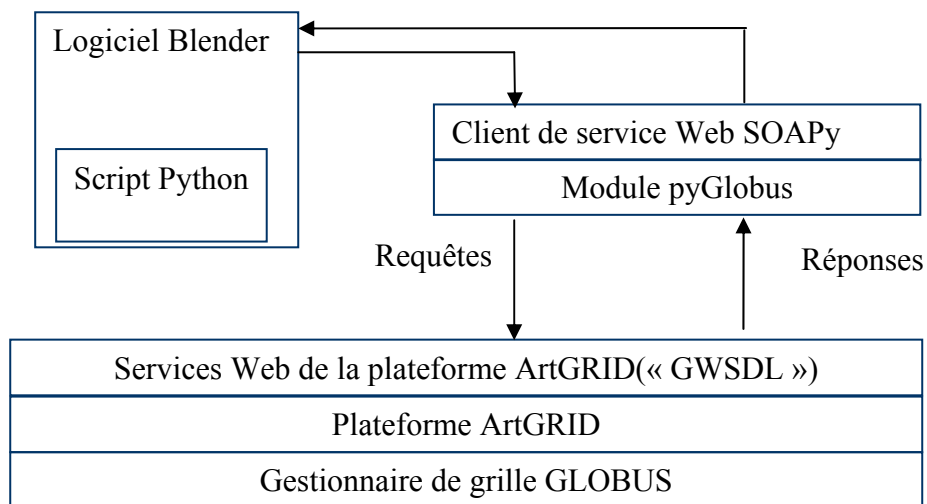 Logiciel Blender
Client de service Web SOAPy
Script Python
Module pyGlobus
Requêtes
Réponses
Services Web de la plateforme ArtGRID(« GWSDL »)
Plateforme ArtGRID
Gestionnaire de grille GLOBUS